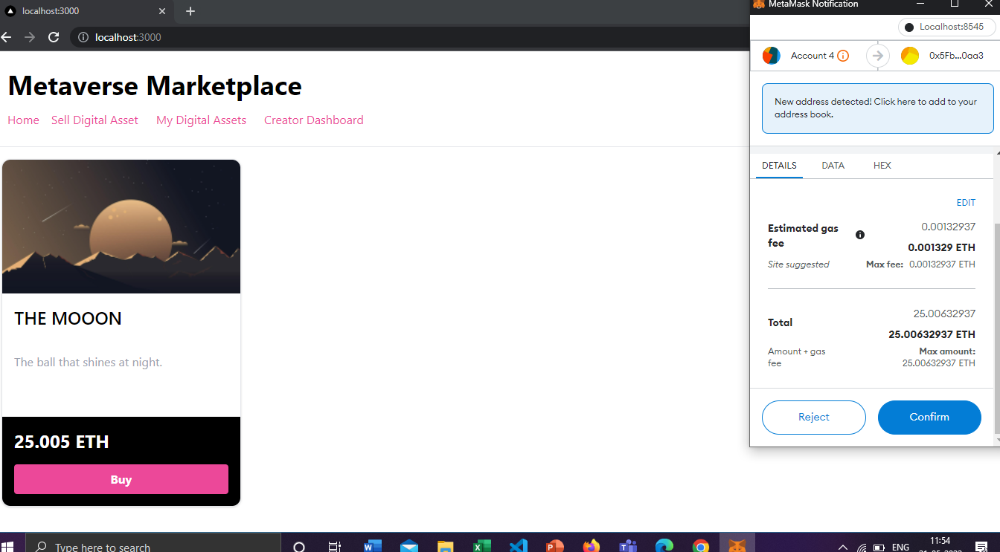 localhost:3000
localhost:3000
Metaverse Marketplace
Home Sell Digital Asset My Digital Assets Creator Dashboard
THE MOOON
The ball that shines at night.
25.005 ETH
Buy
MetaMask Notification
Localhost:8545
Account 4 0x5Fb...0aa3
New address detected! Click here to add to your
address book.
DETAILS DATA HEX
EDIT
Estimated gas
fee
0.00132937
0.001329 ETH
Site suggested Max fee: 0.00132937 ETH
Total
25.00632937
25.00632937 ETH
Amount + gas
fee
Max amount:
25.00632937 ETH
Reject Confirm
Type here to search
ENG
11:54